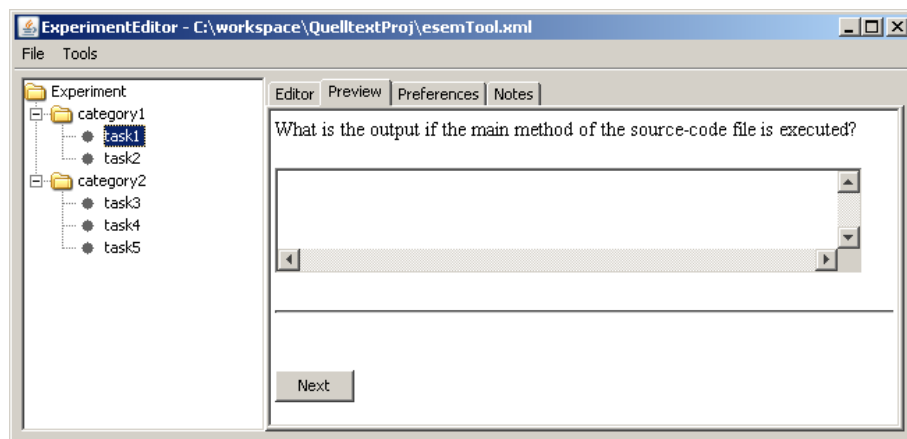 ExperimentEditor - C:\workspace\QuelltextProj\esemTool.xml
File Tools
Experiment
category1
task1
task2
category2
task3
task4
task5
Editor Preview Preferences Notes
What is the output if the main method of the source-code file is executed?
Next